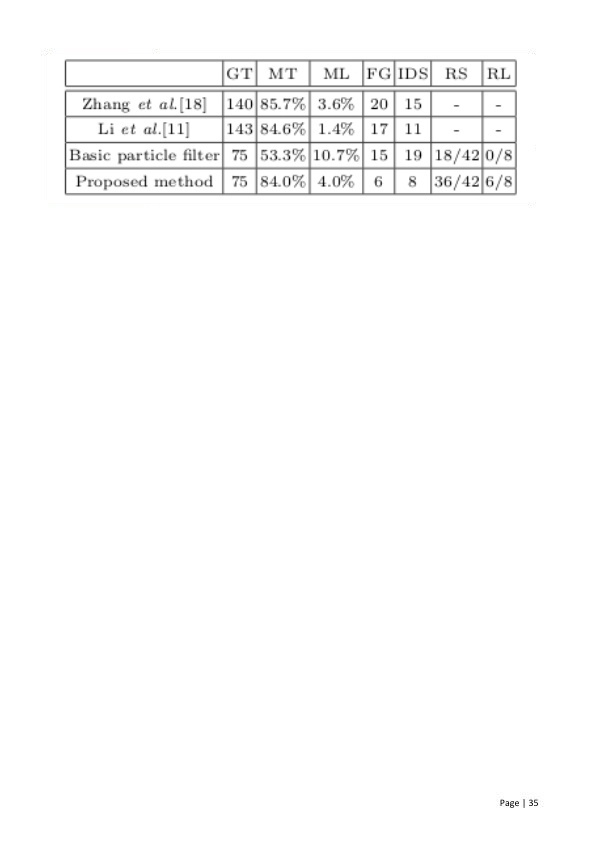 GT MT ML FG IDS RS RL
Zhang et al.[18] 140 85.7% 3.6% 20 15 - -
Li et al.[11] 143 84.6% 1.4% 17 11 - -
Basic particle filter 75 53.3% 10.7% 15 19 18/42 0/8
Proposed method 75 84.0% 4.0% 6 8 36/42 6/8
Page | 35